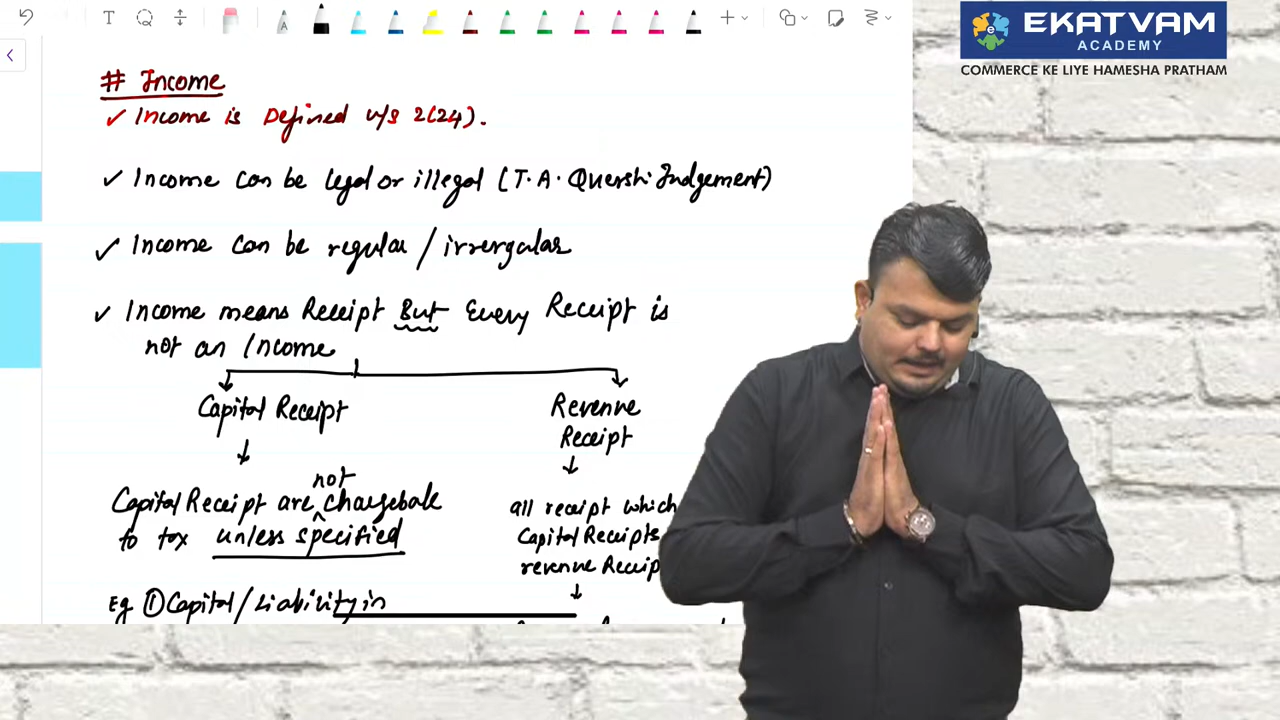 EKATVAM
ACADEMY
COMMERCE KE LIYE HAMESHA PRATHAM
# Income
✓ Income is Defined u/s 2(24).
✓ Income can be legal or illegal (T.A. Quershi Judgement)
✓ Income can be regular / irrergular
✓ Income means Receipt But Every Receipt is
not an Income
Capital Receipt
Revenue
Receipt
not
Capital Receipt are chargebale
to tax unless specified
all receipt which
Capital Receipts
revenue Receip
Eg ① Capital / Liability in